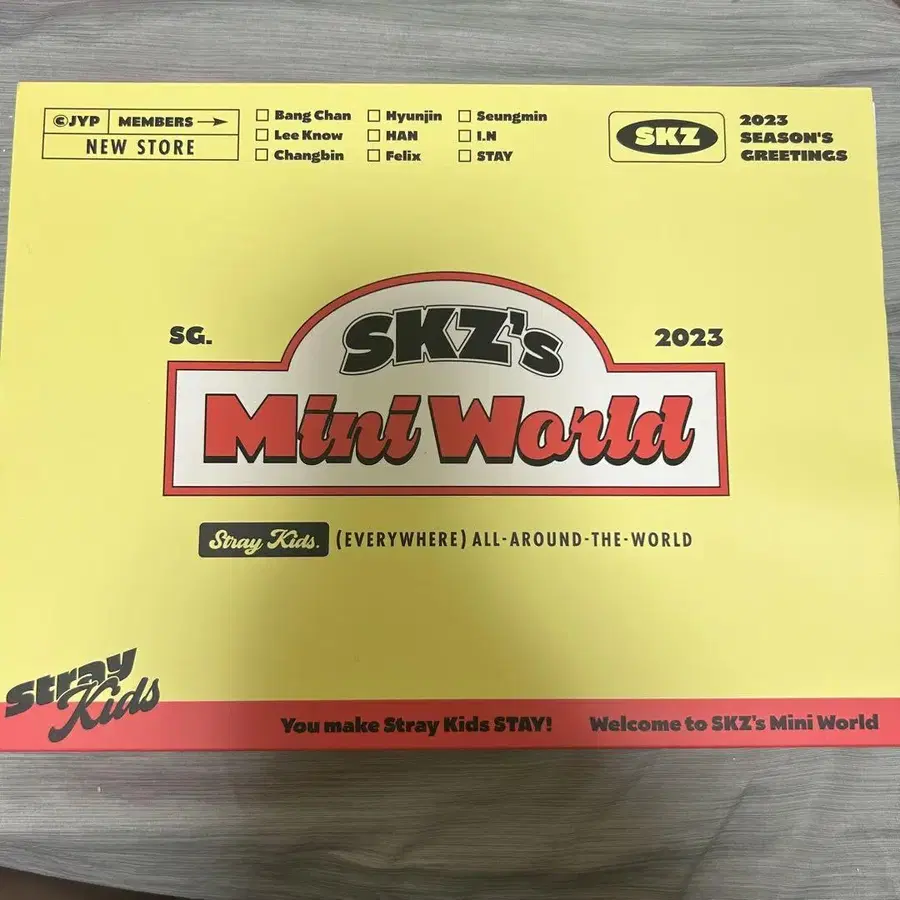 ©JYP MEMBERS →
NEW STORE
☐ Bang Chan ☐ Hyunjin ☐ Seungmin
☐ Lee Know ☐ HAN ☐ I.N
☐ Changbin ☐ Felix ☐ STAY
SKZ
2023
SEASON'S
GREETINGS
SG.
2023
SKZ's
Mini World
Stray Kids. (EVERYWHERE) ALL-AROUND-THE-WORLD
Stray
Kids
You make Stray Kids STAY! Welcome to SKZ's Mini World